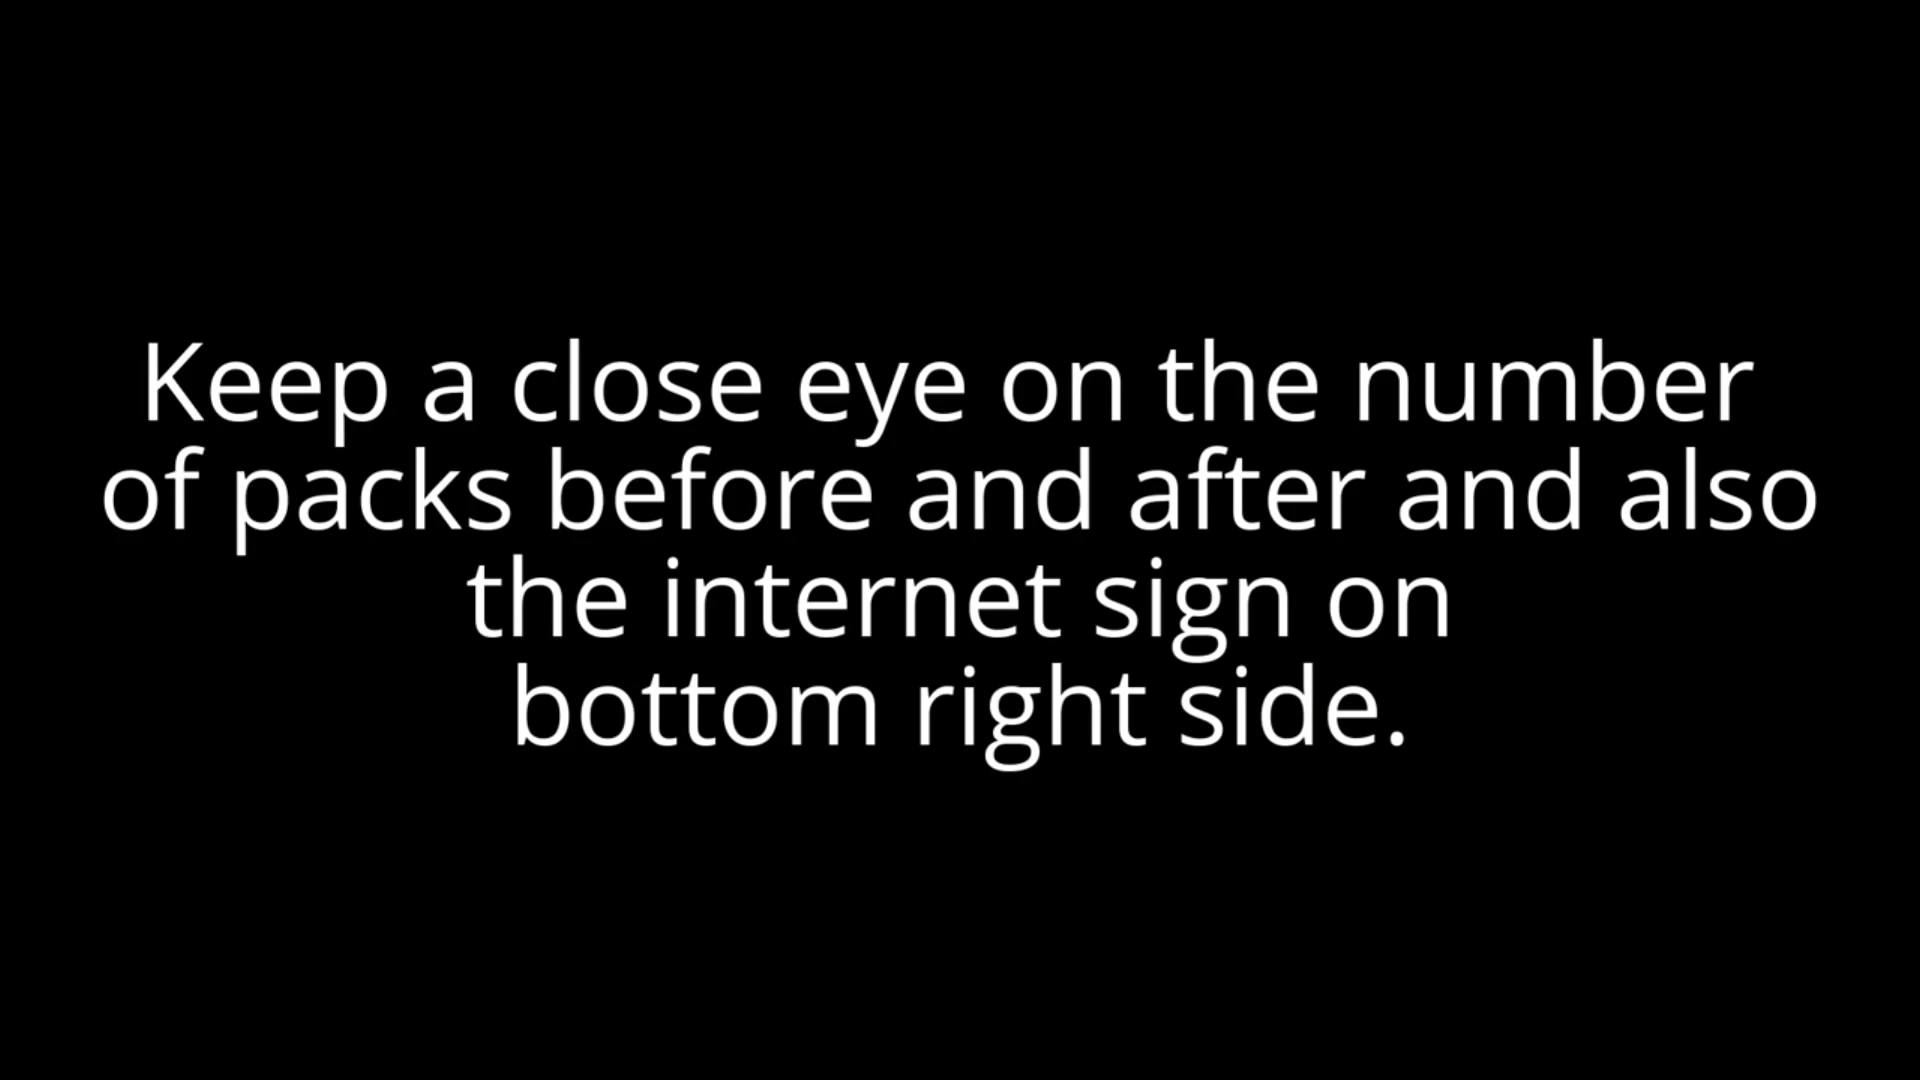 Keep a close eye on the number
of packs before and after and also
the internet sign on
bottom right side.